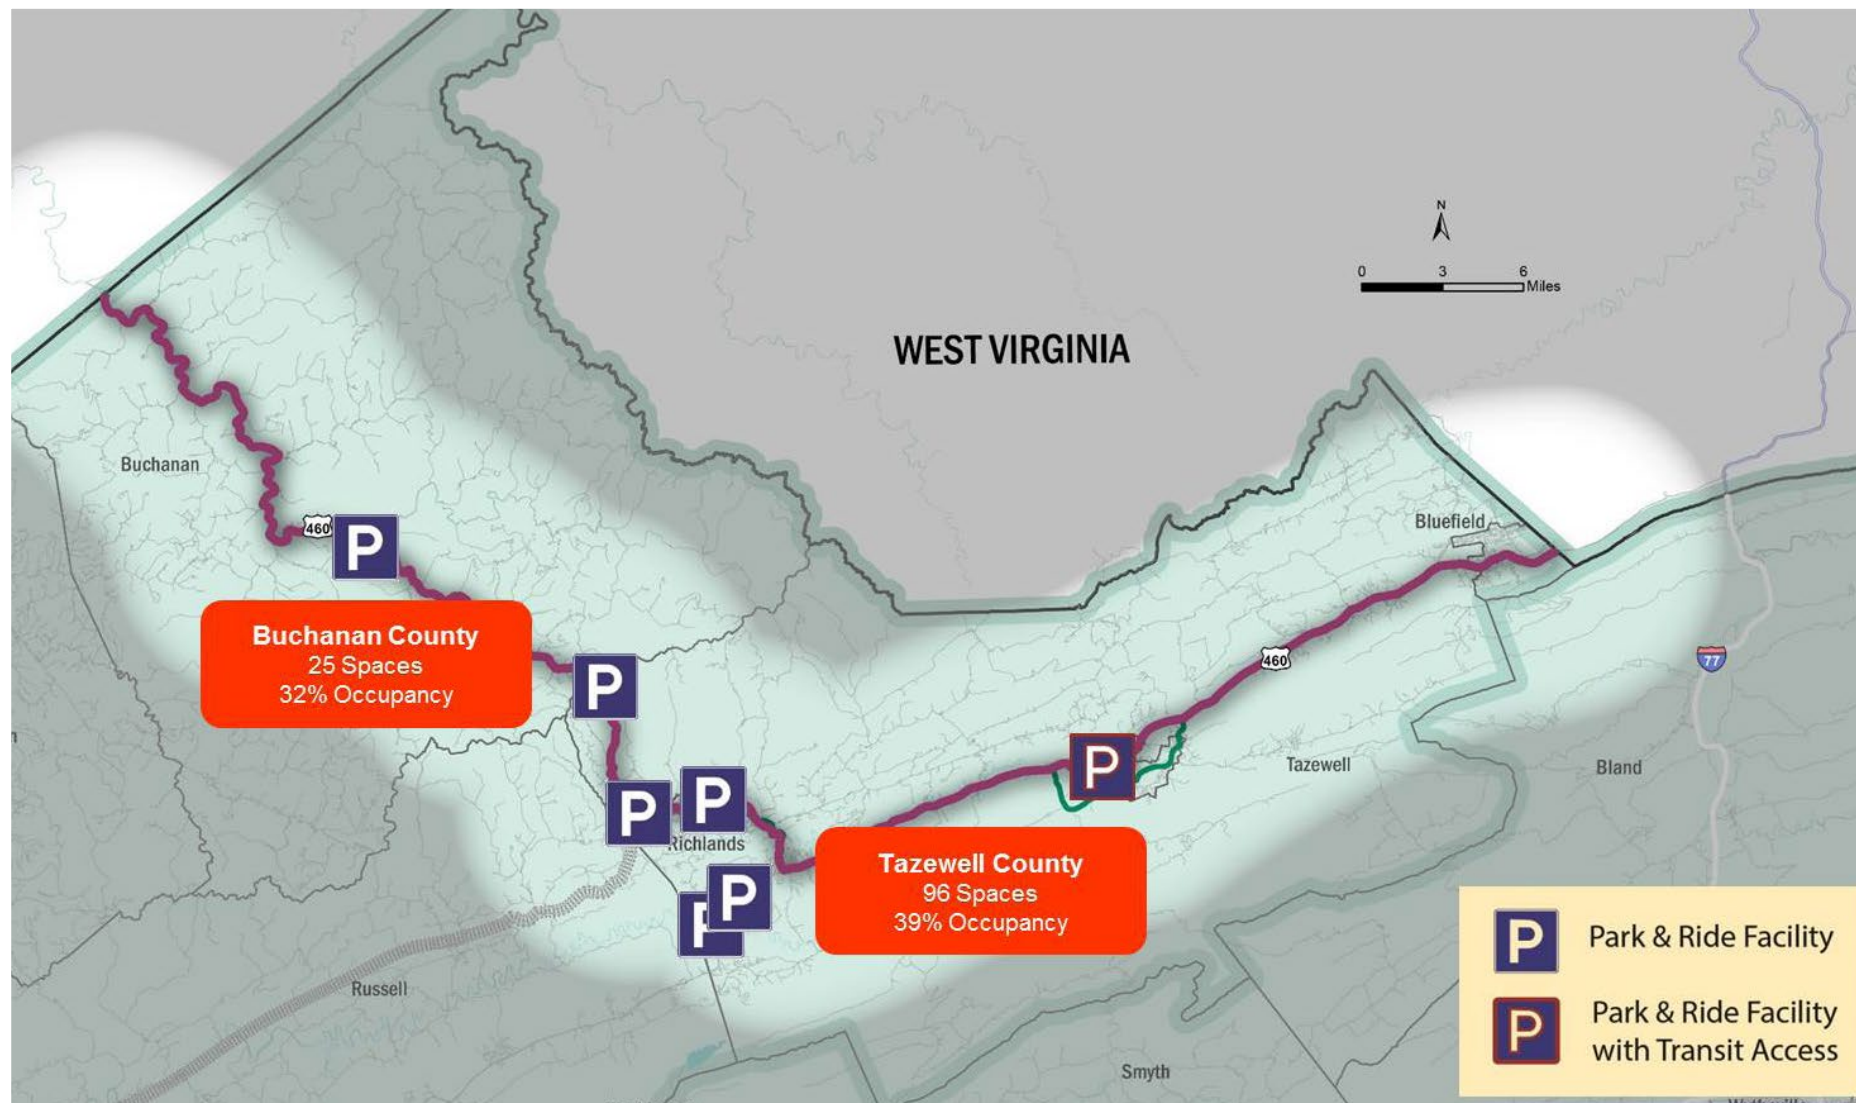 N
0 3 6
Miles
WEST VIRGINIA
Buchanan
460
Bluefield
P
Buchanan County
25 Spaces
32% Occupancy
P
460
77
P
Tazewell
Bland
P
P
Richlands
P
P
Tazewell County
96 Spaces
39% Occupancy
Russell
Smyth
P Park & Ride Facility
P Park & Ride Facility
with Transit Access